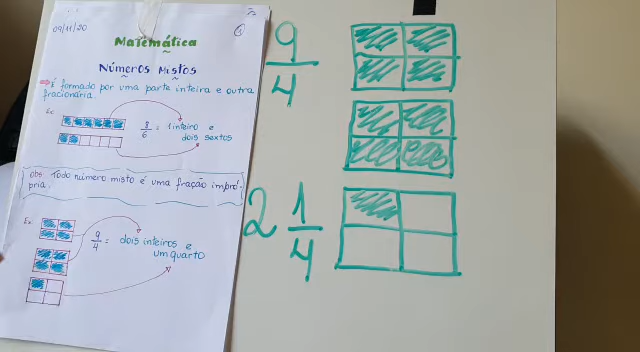 09/11/20
Matemática
Números Mistos
É formado por uma parte inteira e outra
fracionária.
Ex:
8/6 = 1 inteiro e
dois sextos
Obs: Todo número misto é uma fração impró-
pria.
Ex:
9/4 = dois inteiros e
um quarto
9/4
2 1/4